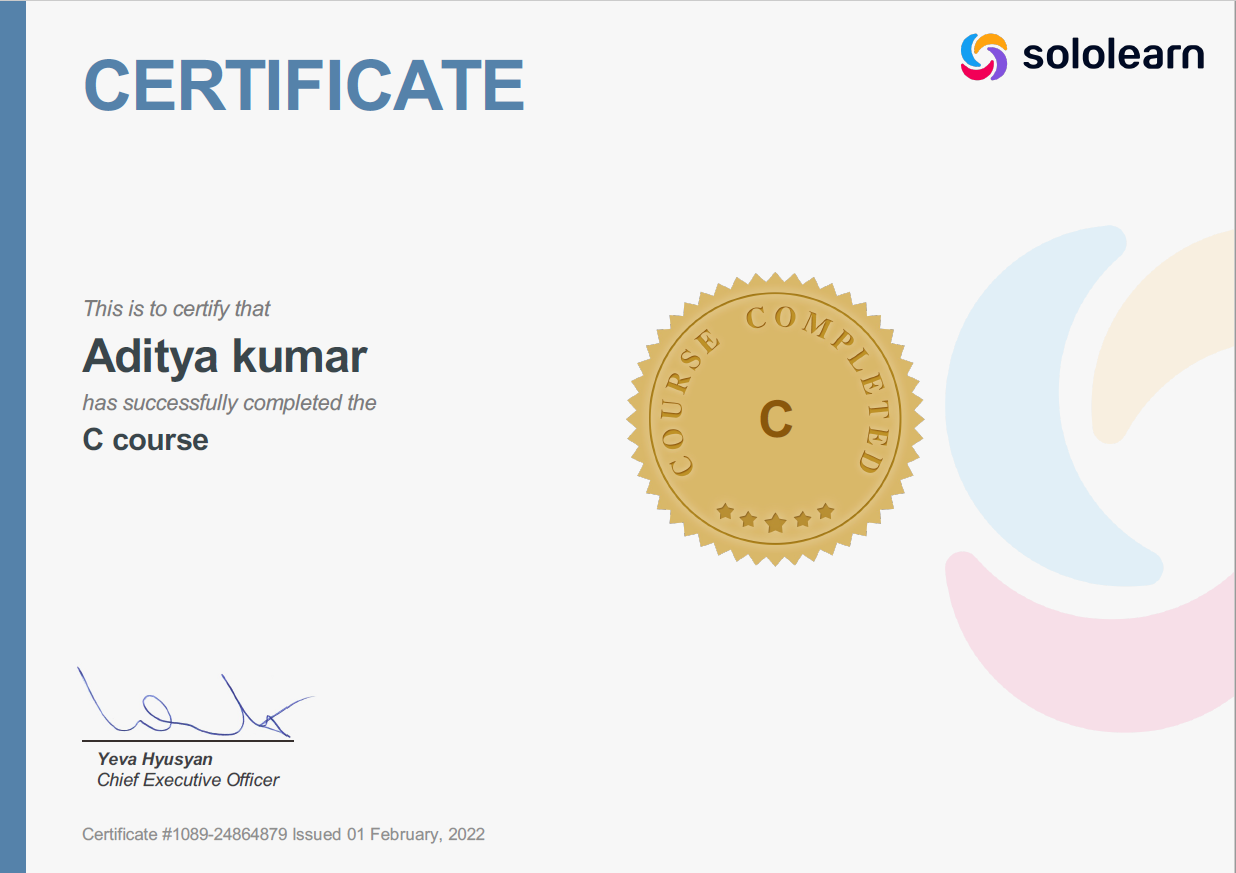 CERTIFICATE
sololearn
This is to certify that
Aditya kumar
has successfully completed the
C course
COURSE COMPLETED
C
Yeva Hyusyan
Chief Executive Officer
Certificate #1089-24864879 Issued 01 February, 2022